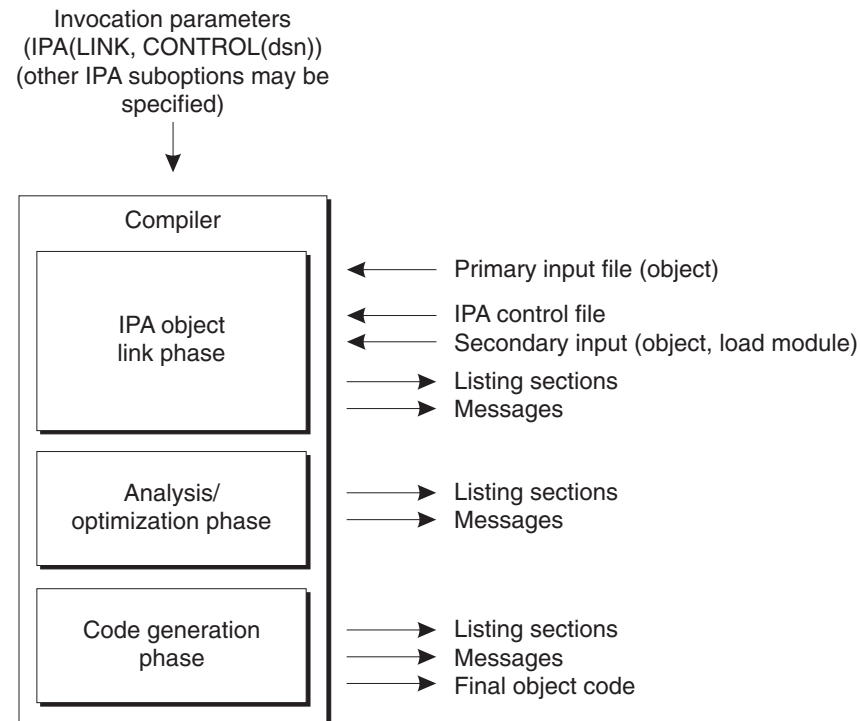 Invocation parameters
(IPA(LINK, CONTROL(dsn))
(other IPA suboptions may be
specified)
Compiler
IPA object
link phase
Primary input file (object)
IPA control file
Secondary input (object, load module)
Listing sections
Messages
Analysis/
optimization phase
Listing sections
Messages
Code generation
phase
Listing sections
Messages
Final object code